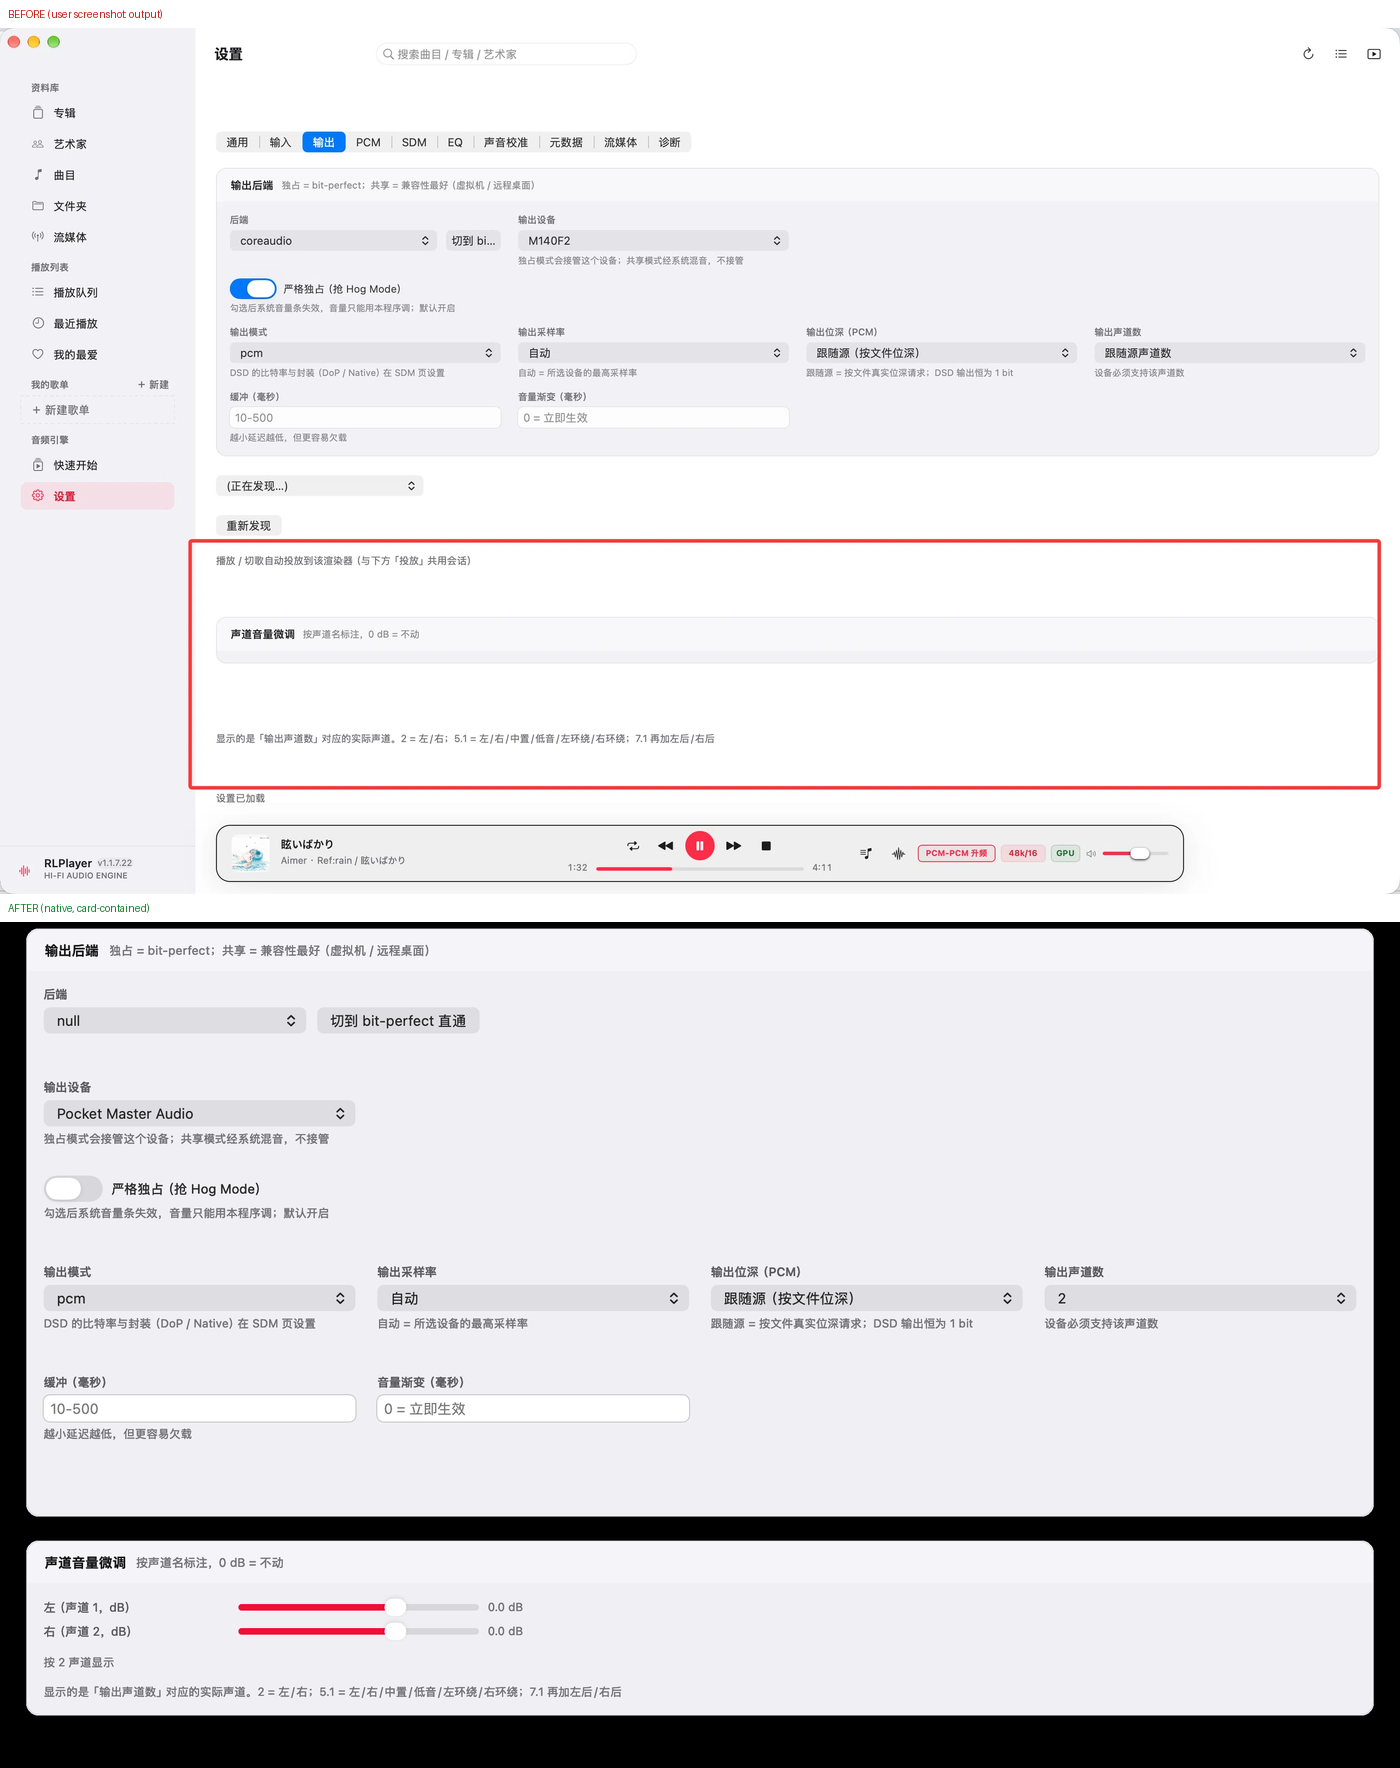 BEFORE (user screenshot output)
设置
搜索曲目 / 专辑 / 艺术家
资料库
专辑
艺术家
曲目
文件夹
流媒体
播放列表
播放队列
最近播放
我的最爱
我的歌单 + 新建
+ 新建歌单
音频引擎
快速开始
设置
RLPlayer v1.1.7.22
HI-FI AUDIO ENGINE
通用 输入 输出 PCM SDM EQ 声音校准 元数据 流媒体 诊断
输出后端 独占 = bit-perfect；共享 = 兼容性最好（虚拟机 / 远程桌面）
后端 输出设备
coreaudio 切到 bi... M140F2
独占模式会接管这个设备；共享模式经系统混音，不接管
严格独占（抢 Hog Mode）
勾选后系统音量条失效，音量只能用本程序调；默认开启
输出模式 输出采样率 输出位深（PCM） 输出声道数
pcm 自动 跟随源（按文件位深） 跟随源声道数
DSD 的比特率与封装（DoP / Native）在 SDM 页设置 自动 = 所选设备的最高采样率 跟随源 = 按文件真实位深请求；DSD 输出恒为 1 bit 设备必须支持该声道数
缓冲（毫秒） 音量渐变（毫秒）
10-500 0 = 立即生效
越小延迟越低，但更容易欠载
(正在发现...)
重新发现
播放 / 切歌自动投放到该渲染器（与下方「投放」共用会话）
声道音量微调 按声道名标注，0 dB = 不动
显示的是「输出声道数」对应的实际声道。2 = 左/右；5.1 = 左/右/中置/低音/左环绕/右环绕；7.1 再加左后/右后
设置已加载
眩いばかり
Aimer · Ref:rain / 眩いばかり
1:32 4:11
PCM-PCM 升频 48k/16 GPU
AFTER (native, card-contained)
输出后端 独占 = bit-perfect；共享 = 兼容性最好（虚拟机 / 远程桌面）
后端
null 切到 bit-perfect 直通
输出设备
Pocket Master Audio
独占模式会接管这个设备；共享模式经系统混音，不接管
严格独占（抢 Hog Mode）
勾选后系统音量条失效，音量只能用本程序调；默认开启
输出模式 输出采样率 输出位深（PCM） 输出声道数
pcm 自动 跟随源（按文件位深） 2
DSD 的比特率与封装（DoP / Native）在 SDM 页设置 自动 = 所选设备的最高采样率 跟随源 = 按文件真实位深请求；DSD 输出恒为 1 bit 设备必须支持该声道数
缓冲（毫秒） 音量渐变（毫秒）
10-500 0 = 立即生效
越小延迟越低，但更容易欠载
声道音量微调 按声道名标注，0 dB = 不动
左（声道 1，dB） 0.0 dB
右（声道 2，dB） 0.0 dB
按 2 声道显示
显示的是「输出声道数」对应的实际声道。2 = 左/右；5.1 = 左/右/中置/低音/左环绕/右环绕；7.1 再加左后/右后